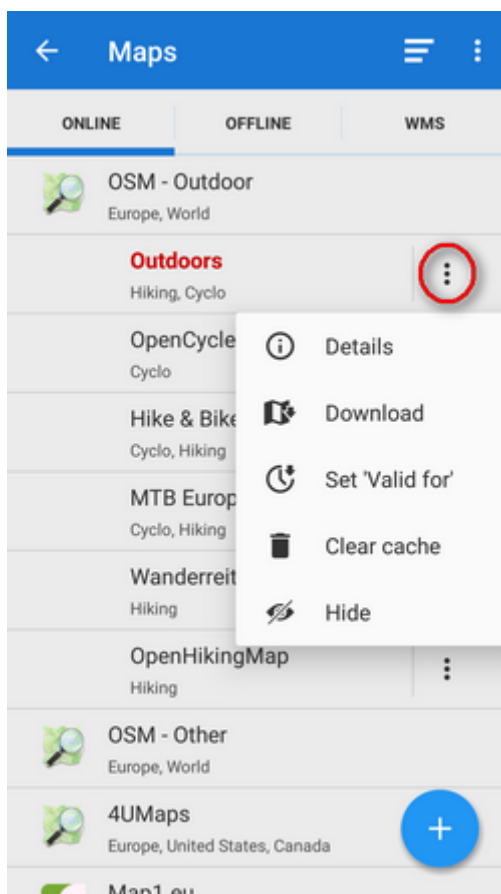 Maps
ONLINE OFFLINE WMS
OSM - Outdoor
Europe, World
Outdoors
Hiking, Cyclo
OpenCycle
Cyclo
Hike & Bike
Cyclo, Hiking
MTB Europ
Cyclo, Hiking
Wanderreit
Hiking
OpenHikingMap
Hiking
Details
Download
Set 'Valid for'
Clear cache
Hide
OSM - Other
Europe, World
4UMaps
Europe, United States, Canada
Map1.eu